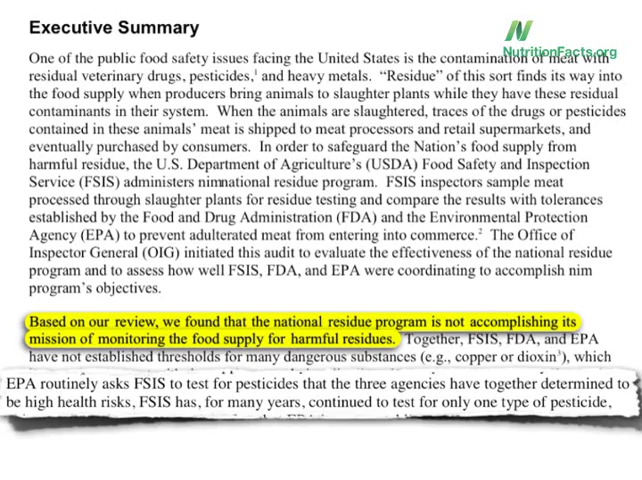 Executive Summary
NutritionFacts.org
One of the public food safety issues facing the United States is the contamination of meat with
residual veterinary drugs, pesticides,¹ and heavy metals. “Residue” of this sort finds its way into
the food supply when producers bring animals to slaughter plants while they have these residual
contaminants in their system. When the animals are slaughtered, traces of the drugs or pesticides
contained in these animals’ meat is shipped to meat processors and retail supermarkets, and
eventually purchased by consumers. In order to safeguard the Nation’s food supply from
harmful residue, the U.S. Department of Agriculture’s (USDA) Food Safety and Inspection
Service (FSIS) administers nimnational residue program. FSIS inspectors sample meat
processed through slaughter plants for residue testing and compare the results with tolerances
established by the Food and Drug Administration (FDA) and the Environmental Protection
Agency (EPA) to prevent adulterated meat from entering into commerce.² The Office of
Inspector General (OIG) initiated this audit to evaluate the effectiveness of the national residue
program and to assess how well FSIS, FDA, and EPA were coordinating to accomplish nim
program’s objectives.
Based on our review, we found that the national residue program is not accomplishing its
mission of monitoring the food supply for harmful residues. Together, FSIS, FDA, and EPA
have not established thresholds for many dangerous substances (e.g., copper or dioxin³), which
EPA routinely asks FSIS to test for pesticides that the three agencies have together determined to
be high health risks, FSIS has, for many years, continued to test for only one type of pesticide,